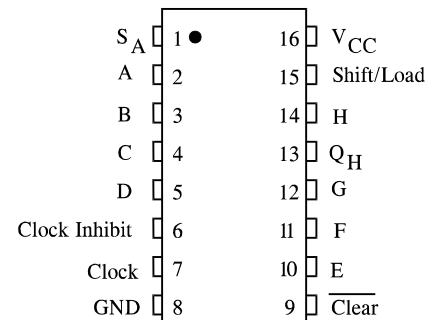 S_A 1 16 V_CC
A 2 15 Shift/Load
B 3 14 H
C 4 13 Q_H
D 5 12 G
Clock Inhibit 6 11 F
Clock 7 10 E
GND 8 9 Clear